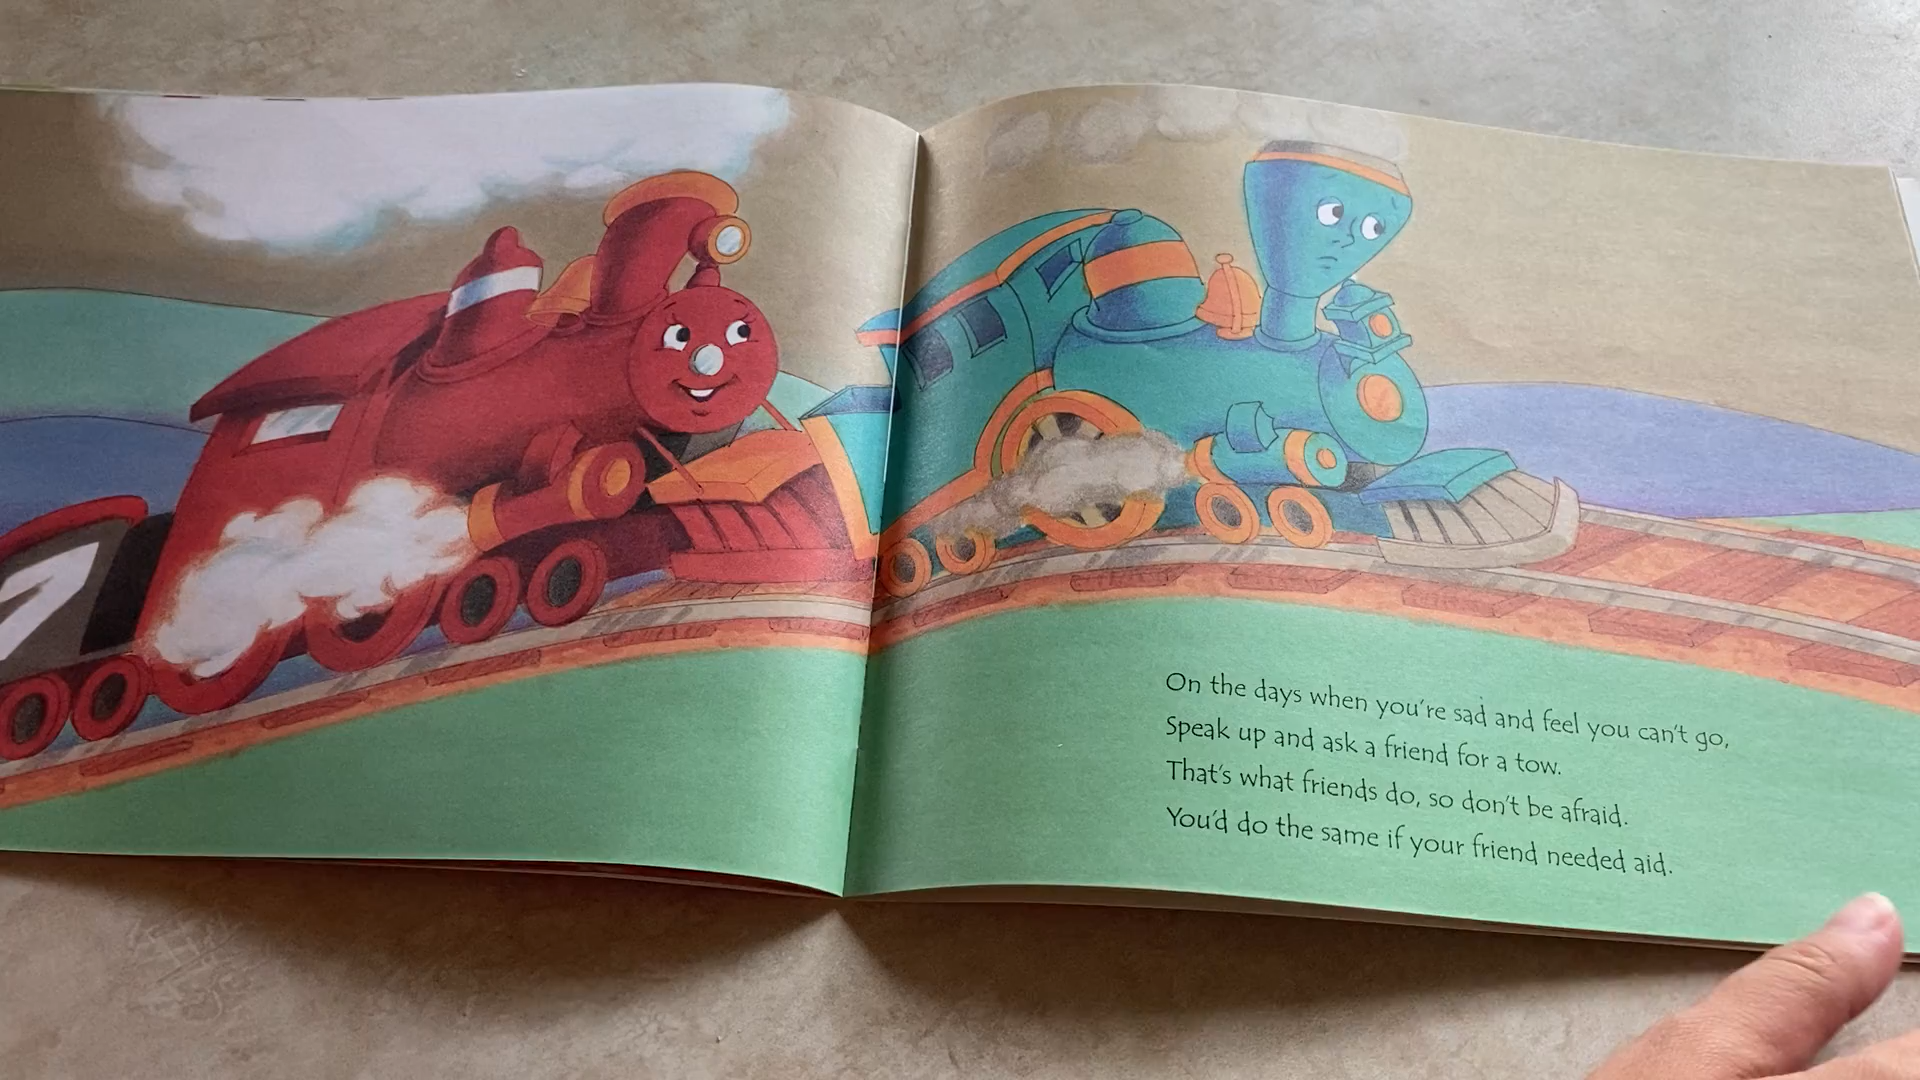 On the days when you're sad and feel you can't go,
Speak up and ask a friend for a tow.
That's what friends do, so don't be afraid.
You'd do the same if your friend needed aid.